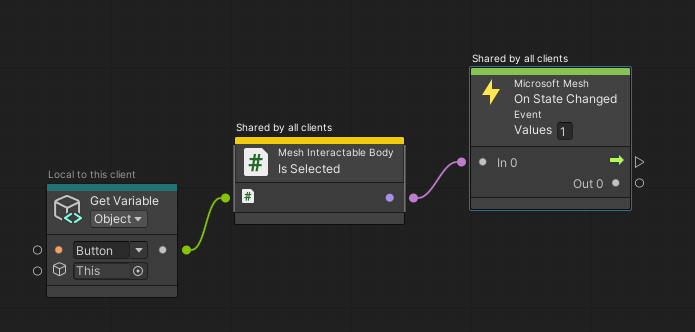 Shared by all clients
Microsoft Mesh
On State Changed
Event
Values 1
In 0
Out 0
Shared by all clients
Mesh Interactable Body
Is Selected
Local to this client
Get Variable
Object
Button
This